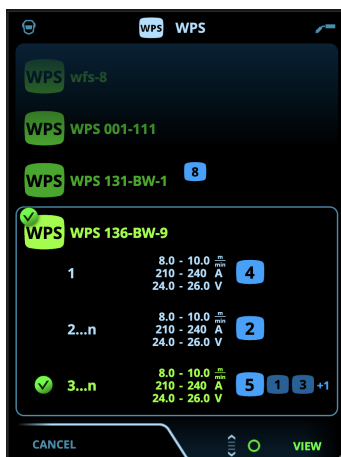 WPS WPS
WPS wfs-8
WPS WPS 001-111
WPS WPS 131-BW-1 8
WPS WPS 136-BW-9
8.0 - 10.0 m/min
1 210 - 240 A 4
24.0 - 26.0 V
8.0 - 10.0 m/min
2...n 210 - 240 A 2
24.0 - 26.0 V
8.0 - 10.0 m/min
3...n 210 - 240 A 5 1 3 +1
24.0 - 26.0 V
CANCEL VIEW